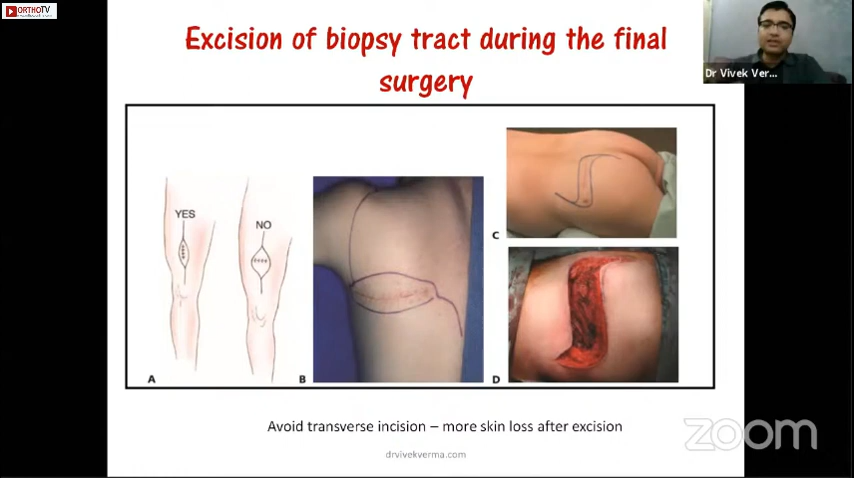 ORTHOTV
Excision of biopsy tract during the final
surgery
Dr Vivek Ver...
YES
NO
A
B
C
D
Avoid transverse incision – more skin loss after excision
drvivekverma.com
zoom